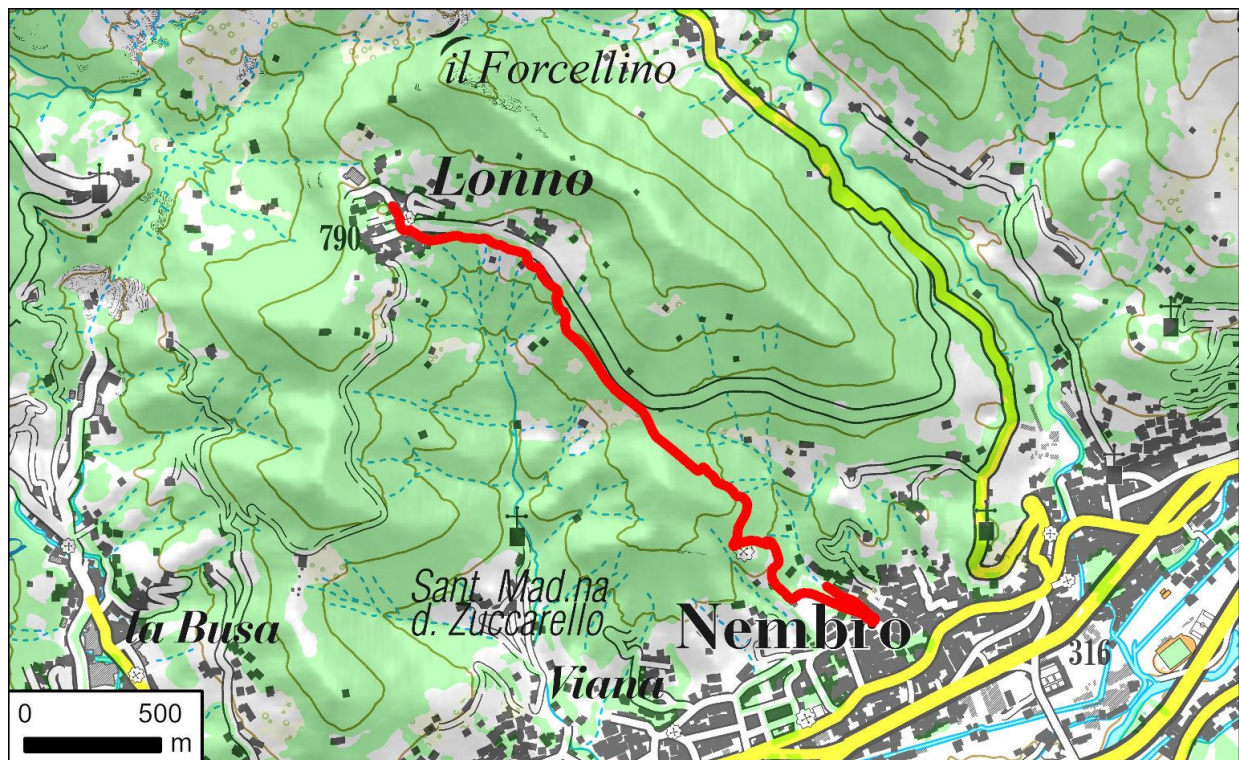 il Forcellino
Lonno
790
Sant. Mad.na
d. Zuccarello
la Busa
Nembro
316
Viana
0 500
m